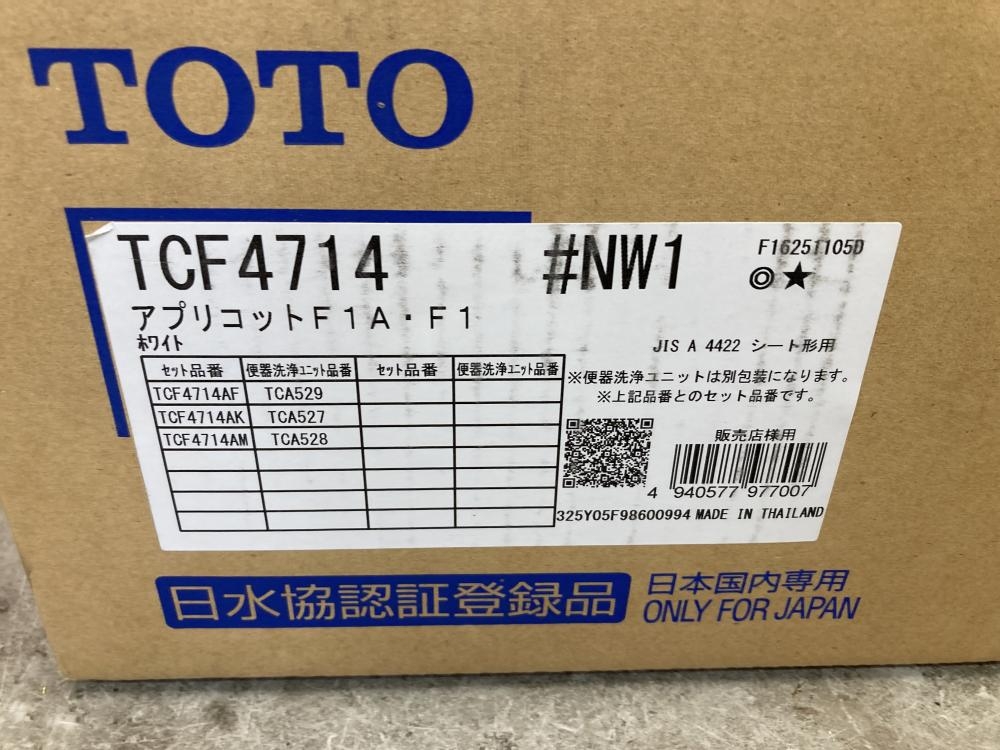 TOTO
TCF4714 #NW1 F16251105D
◎★
アプリコットF1A・F1
ホワイト
JIS A 4422 シート形用
セット品番 便器洗浄ユニット品番 セット品番 便器洗浄ユニット品番
TCF4714AF TCA529
TCF4714AK TCA527
TCF4714AM TCA528
※便器洗浄ユニットは別包装になります。
※上記品番とのセット品番です。
販売店様用
4 940577 977007
325Y05F98600994 MADE IN THAILAND
日水協認証登録品
日本国内専用
ONLY FOR JAPAN